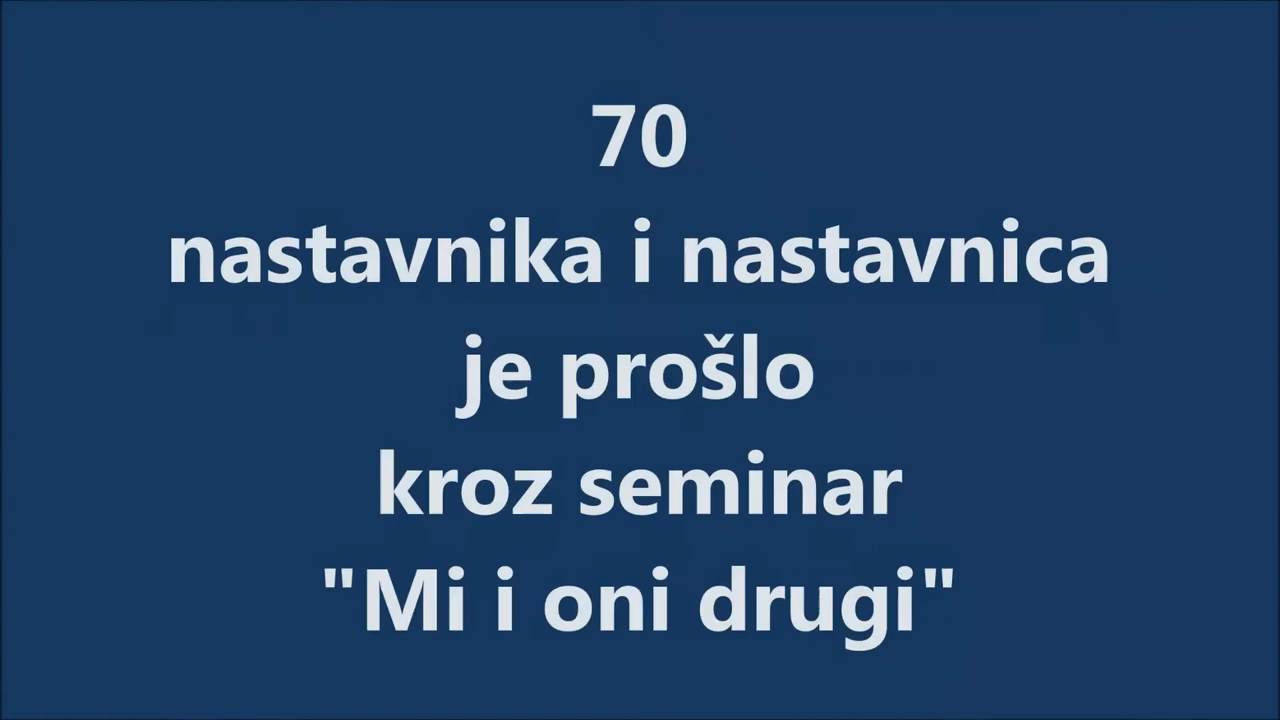 70
nastavnika i nastavnica
je prošlo
kroz seminar
"Mi i oni drugi"